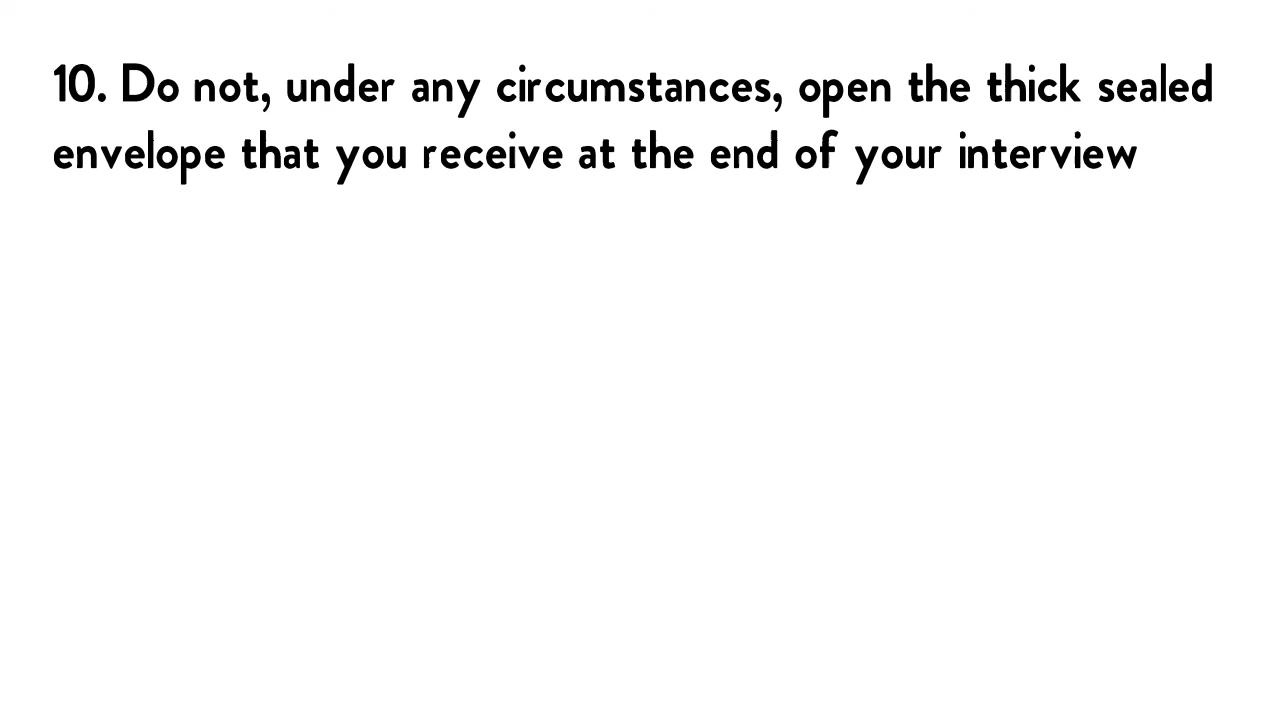 10. Do not, under any circumstances, open the thick sealed
envelope that you receive at the end of your interview